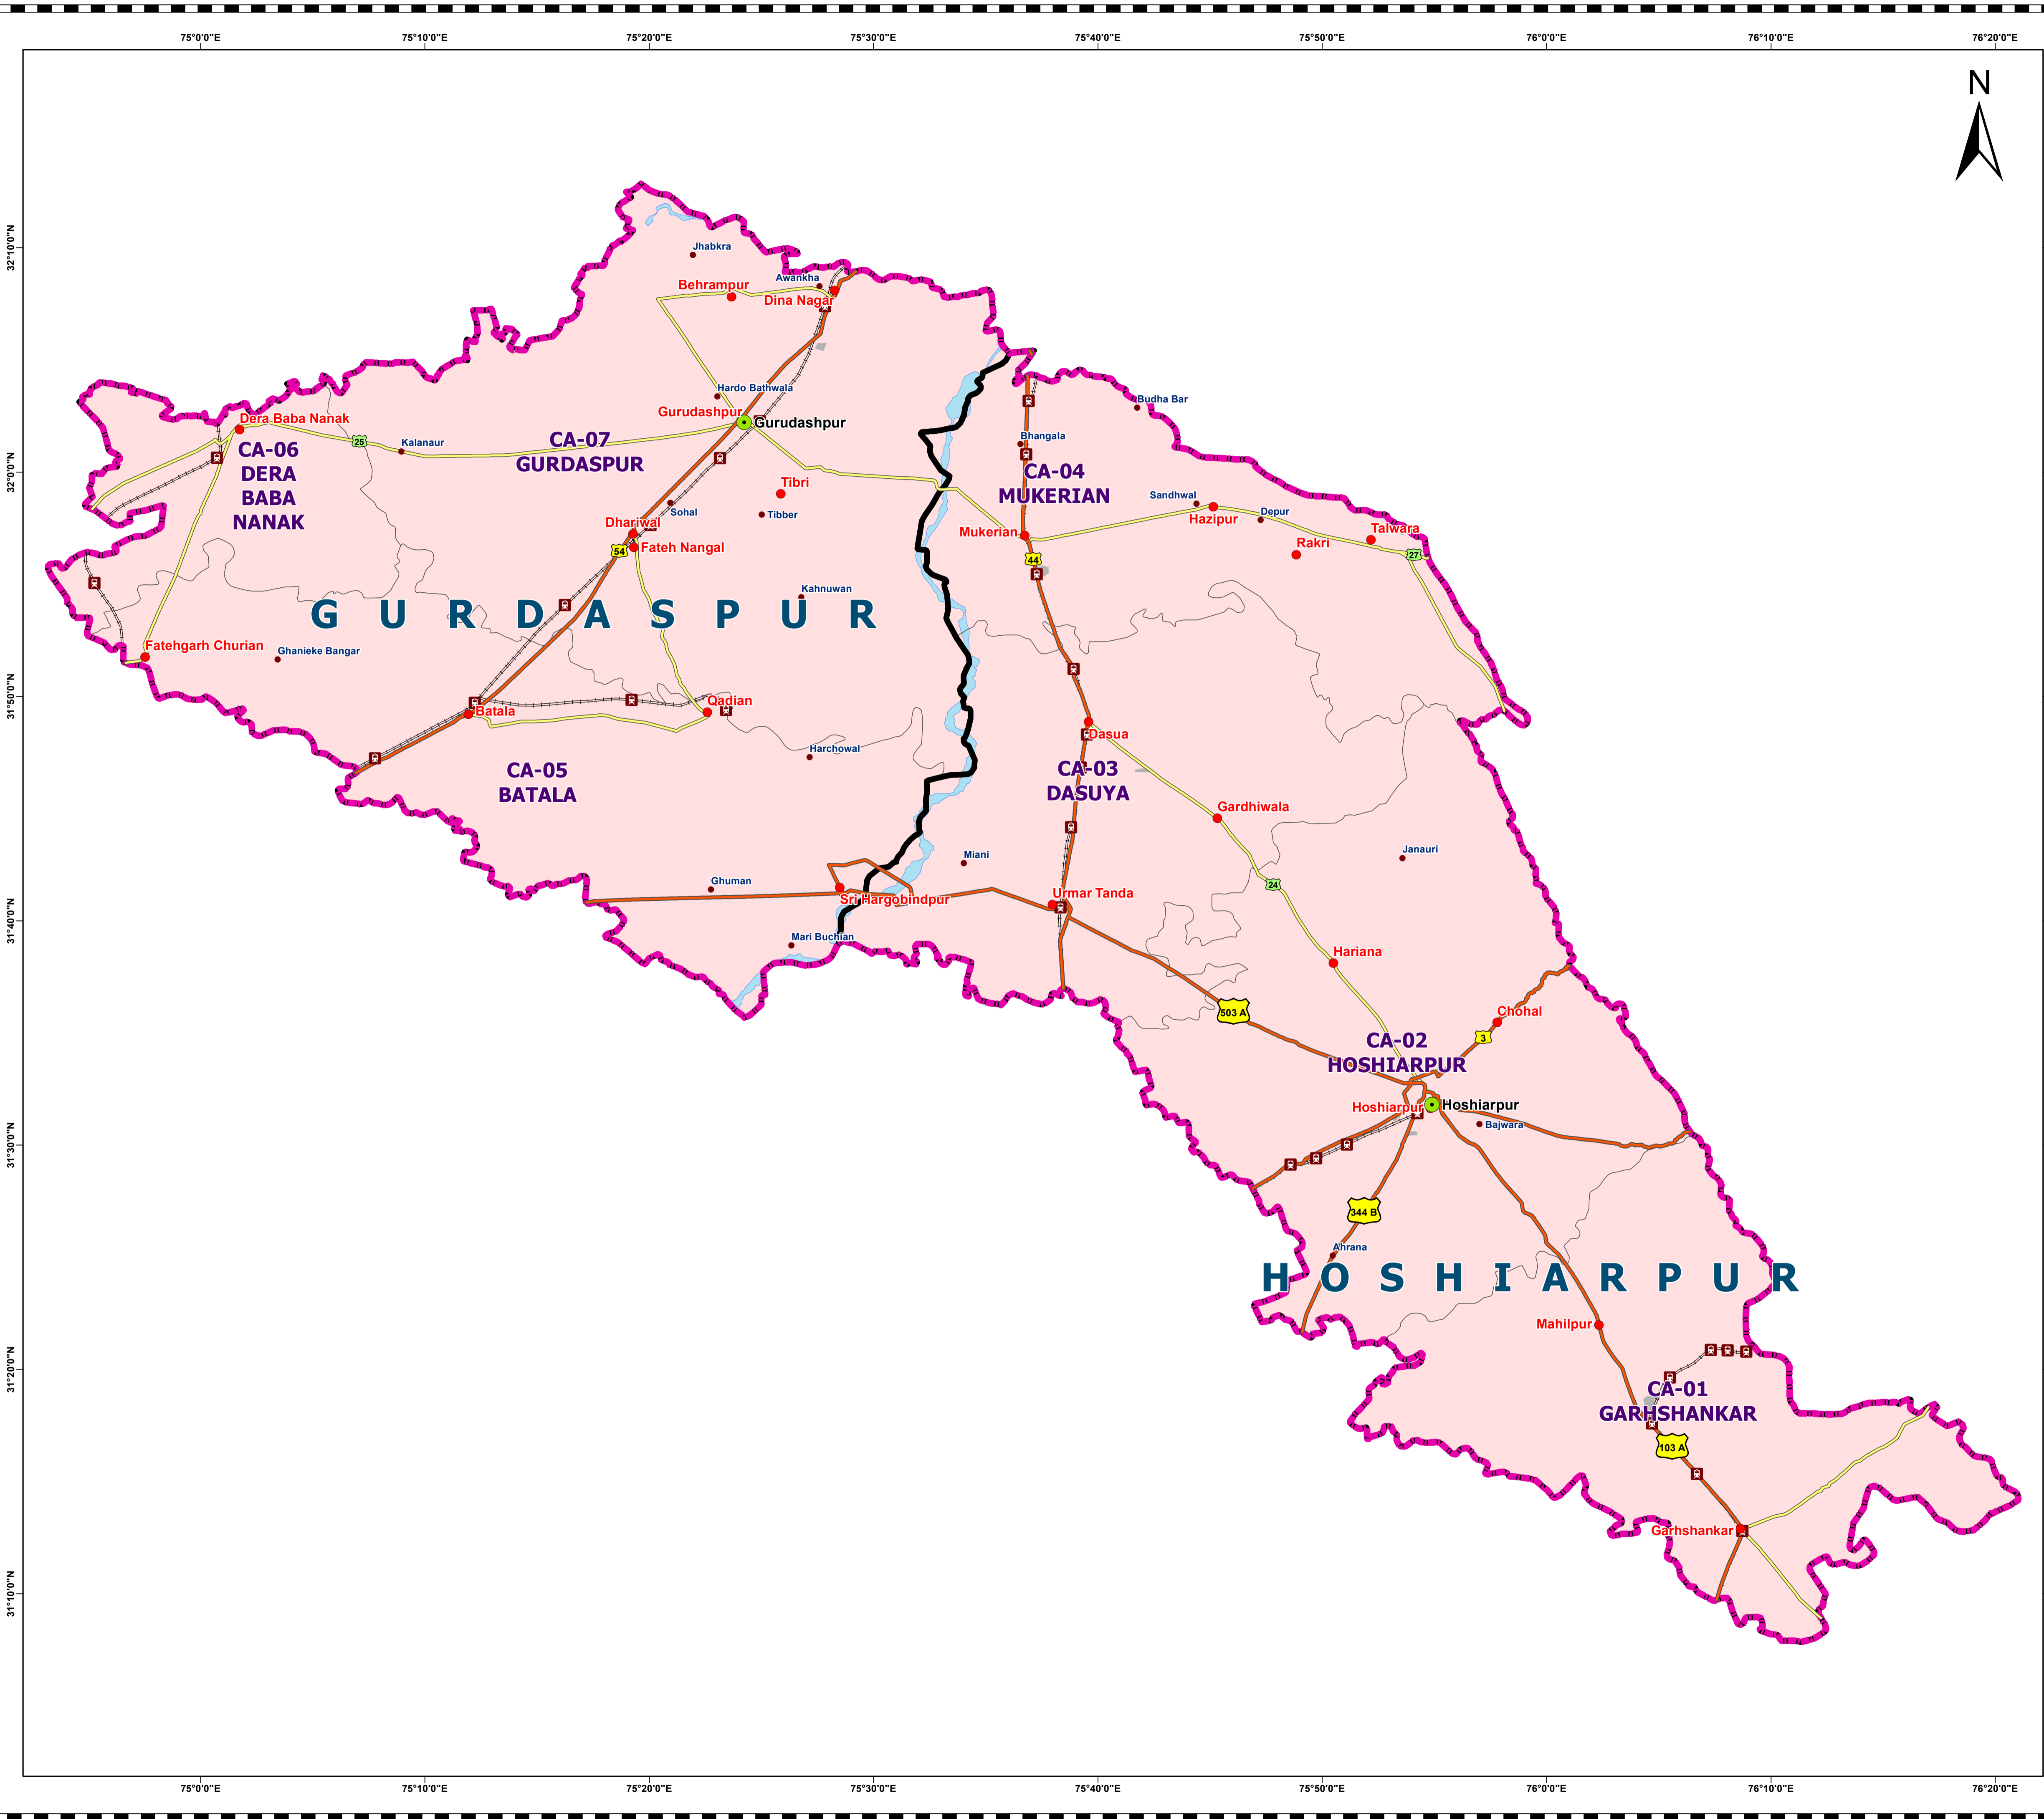 75°0'0"E 75°10'0"E 75°20'0"E 75°30'0"E 75°40'0"E 75°50'0"E 76°0'0"E 76°10'0"E 76°20'0"E
N
32°10'0"N
32°0'0"N
31°50'0"N
31°40'0"N
31°30'0"N
31°20'0"N
31°10'0"N
Jhabkra
Awankha
Behrampur
Dina Nagar
Hardo Bathwala
Gurudashpur
Gurudashpur
Budha Bar
Dera Baba Nanak
25
Kalanaur
CA-06
DERA
BABA
NANAK
CA-07
GURDASPUR
Bhangala
CA-04
MUKERIAN
Tibri
Tibber
Sohal
Sandhwal
Hazipur
Depur
Talwara
Dhariwal
54
Fateh Nangal
Mukerian
44
Rakri
27
Kahnuwan
GURDASPUR
Fatehgarh Churian
Ghanieke Bangar
Qadian
Batala
Dasua
Harchowal
CA-05
BATALA
CA-03
DASUYA
Gardhiwala
Miani
Janauri
Ghuman
24
Sri Hargobindpur
Urmar Tanda
Mari Buchian
Hariana
503 A
Chohal
3
CA-02
HOSHIARPUR
Hoshiarpur
Hoshiarpur
Bajwara
344 B
Ahrana
HOSHIARPUR
Mahilpur
CA-01
GARHSHANKAR
103 A
Garhshankar
75°0'0"E 75°10'0"E 75°20'0"E 75°30'0"E 75°40'0"E 75°50'0"E 76°0'0"E 76°10'0"E 76°20'0"E